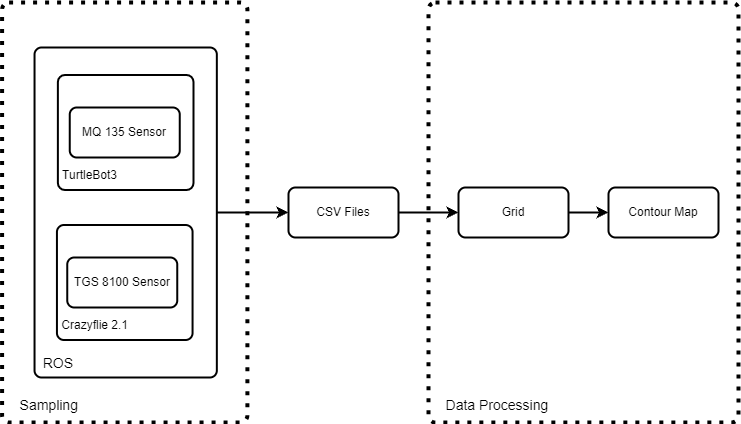 MQ 135 Sensor
TurtleBot3
TGS 8100 Sensor
Crazyflie 2.1
ROS
Sampling
CSV Files
Grid
Contour Map
Data Processing